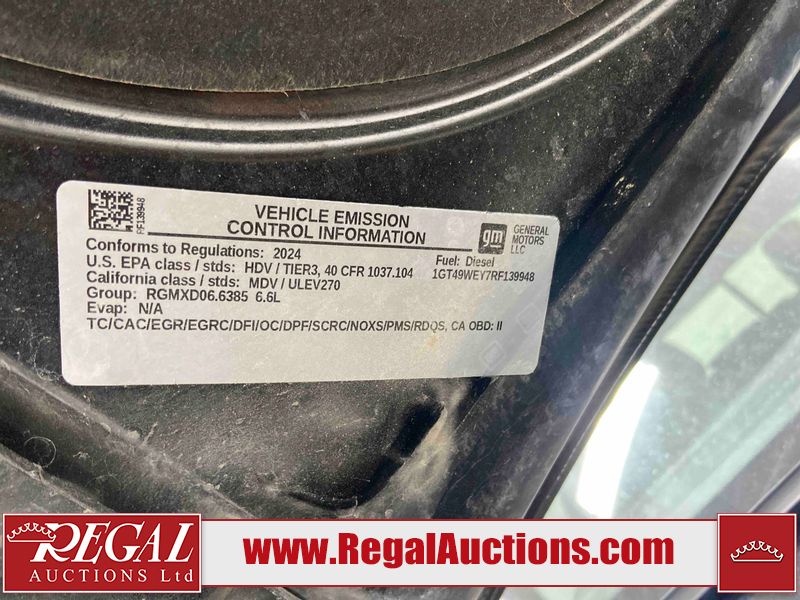 RF139948
VEHICLE EMISSION
CONTROL INFORMATION
gm
GENERAL
MOTORS
LLC
Conforms to Regulations: 2024
Fuel: Diesel
U.S. EPA class / stds: HDV / TIER3, 40 CFR 1037.104
1GT49WEY7RF139948
California class / stds: MDV / ULEV270
Group: RGMXD06.6385 6.6L
Evap: N/A
TC/CAC/EGR/EGRC/DFI/OC/DPF/SCRC/NOXS/PMS/RDQS, CA OBD: II
REGAL
AUCTIONS Ltd
www.RegalAuctions.com